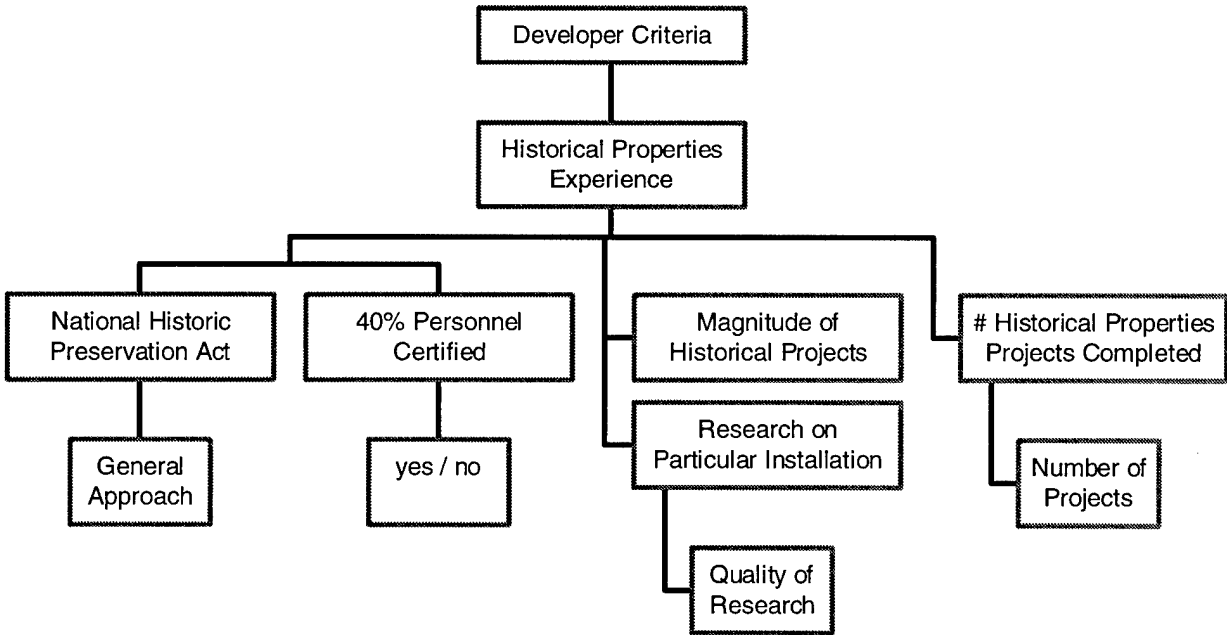 Developer Criteria
Historical Properties
Experience
National Historic
Preservation Act
40% Personnel
Certified
Magnitude of
Historical Projects
# Historical Properties
Projects Completed
General
Approach
yes / no
Research on
Particular Installation
Number of
Projects
Quality of
Research